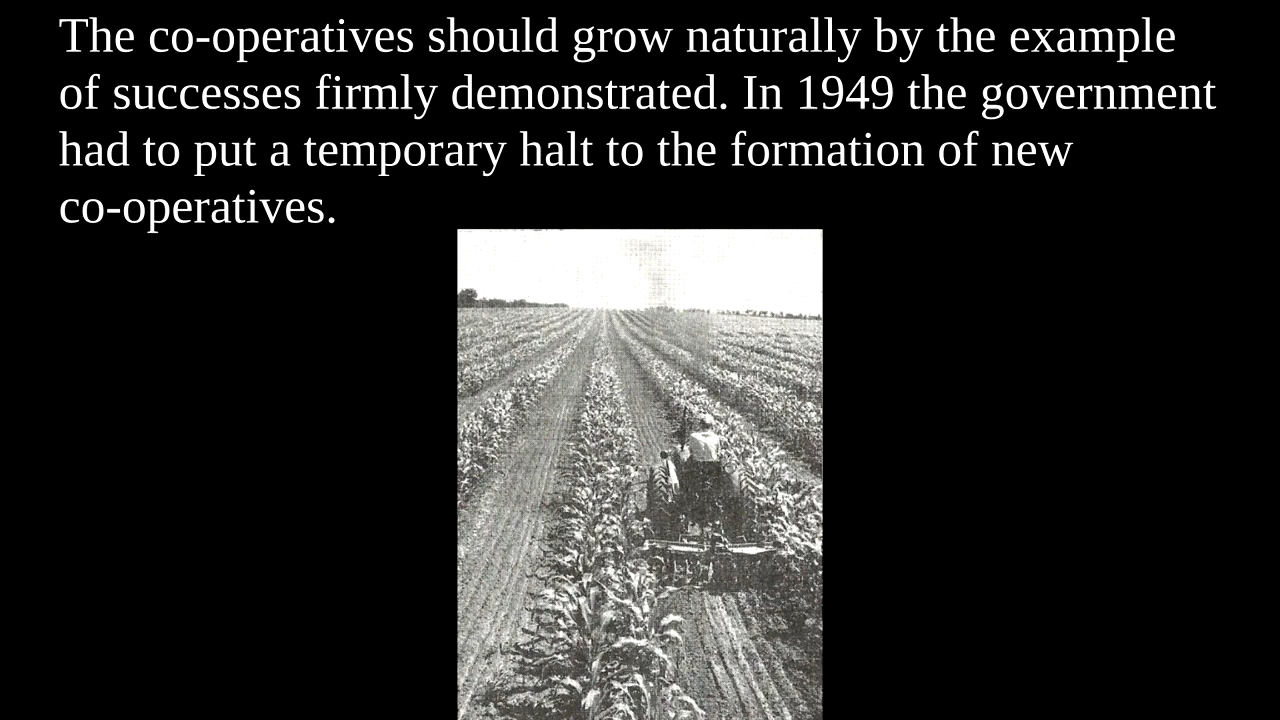 The co-operatives should grow naturally by the example
of successes firmly demonstrated. In 1949 the government
had to put a temporary halt to the formation of new
co-operatives.